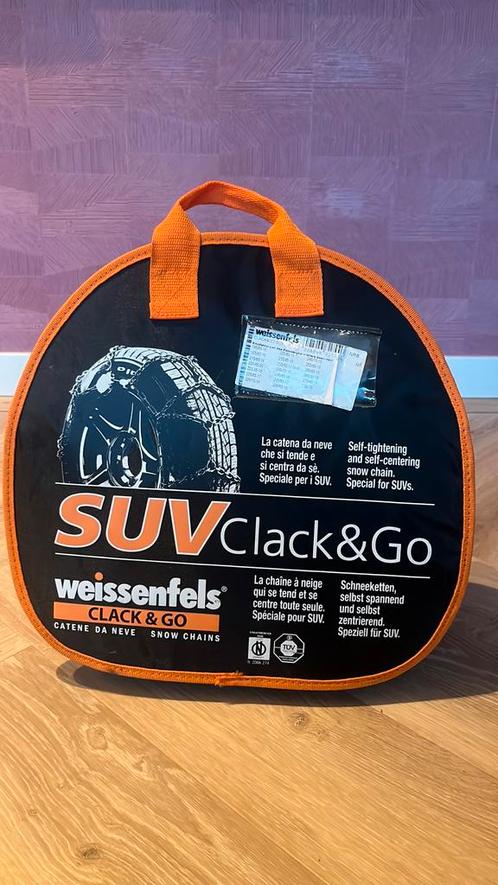 weissenfels
La catena da neve
che si tende e
si centra da sè.
Speciale per i SUV.
Self-tightening
and self-centering
snow chain.
Special for SUVs.
SUV Clack&Go
weissenfels®
CLACK & GO
CATENE DA NEVE SNOW CHAINS
La chaîne à neige
qui se tend et se
centre toute seule.
Spéciale pour SUV.
Schneeketten,
selbst spannend
und selbst
zentrierend.
Speziell für SUV.
N
TÜV